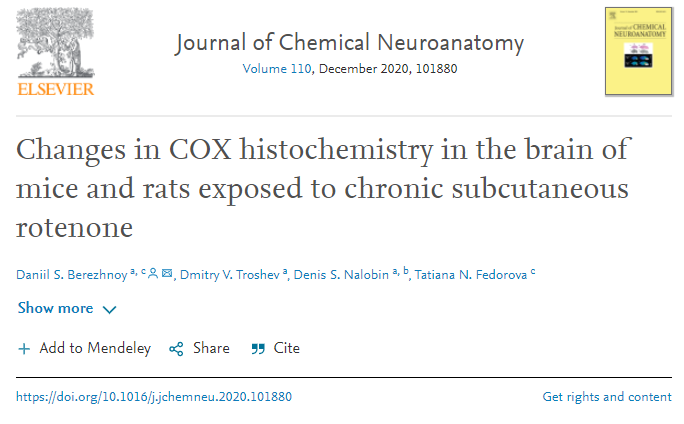 ELSEVIER
Journal of Chemical Neuroanatomy
Volume 110, December 2020, 101880
Journal of CHEMICAL
NEUROANATOMY
Changes in COX histochemistry in the brain of
mice and rats exposed to chronic subcutaneous
rotenone
Daniil S. Berezhnoy a, c, Dmitry V. Troshev a, Denis S. Nalobin a, b, Tatiana N. Fedorova c
Show more
Add to Mendeley Share Cite
https://doi.org/10.1016/j.jchemneu.2020.101880 Get rights and content